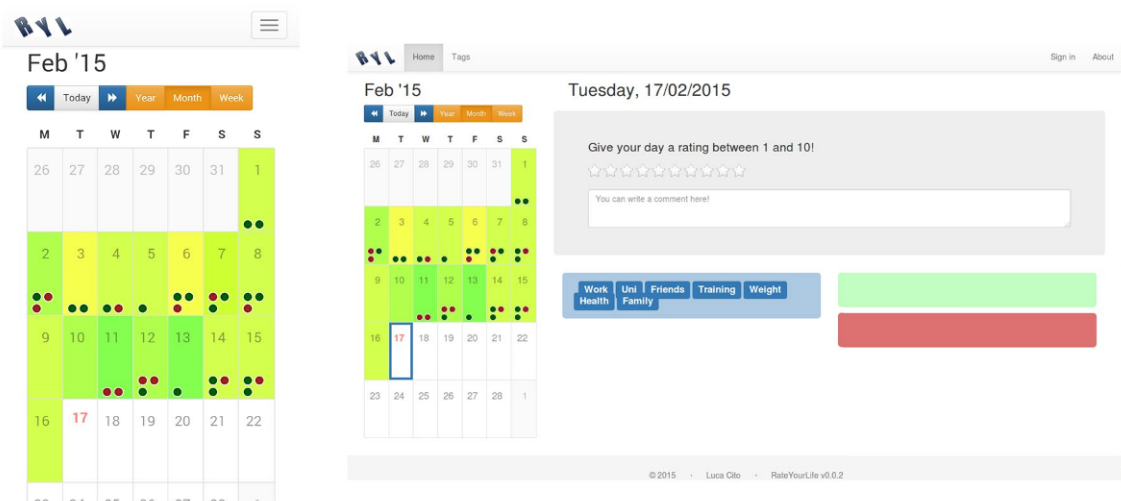 RYL
Feb '15
Today Year Month Week
M T W T F S S
26 27 28 29 30 31 1
2 3 4 5 6 7 8
9 10 11 12 13 14 15
16 17 18 19 20 21 22
RYL Home Tags Sign in About
Feb '15
Today Year Month Week
M T W T F S S
26 27 28 29 30 31 1
2 3 4 5 6 7 8
9 10 11 12 13 14 15
16 17 18 19 20 21 22
23 24 25 26 27 28 1
Tuesday, 17/02/2015
Give your day a rating between 1 and 10!
You can write a comment here!
Work Uni Friends Training Weight
Health Family
© 2015 · Luca Cito · RateYourLife v0.0.2